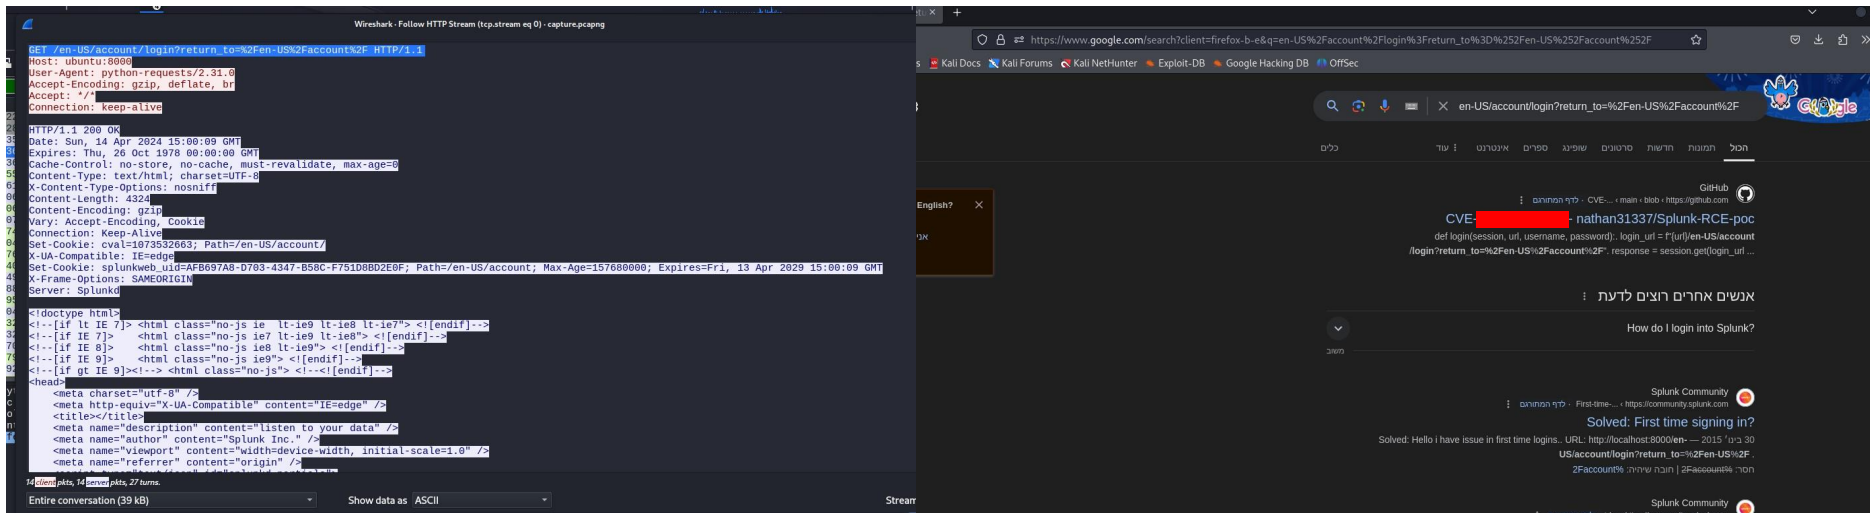 Wireshark · Follow HTTP Stream (tcp.stream eq 0) · capture.pcapng
GET /en-US/account/login?return_to=%2Fen-US%2Faccount%2F HTTP/1.1
Host: ubuntu:8000
User-Agent: python-requests/2.31.0
Accept-Encoding: gzip, deflate, br
Accept: */*
Connection: keep-alive
HTTP/1.1 200 OK
Date: Sun, 14 Apr 2024 15:00:09 GMT
Expires: Thu, 26 Oct 1978 00:00:00 GMT
Cache-Control: no-store, no-cache, must-revalidate, max-age=0
Content-Type: text/html; charset=UTF-8
X-Content-Type-Options: nosniff
Content-Length: 4324
Content-Encoding: gzip
Vary: Accept-Encoding, Cookie
Connection: Keep-Alive
Set-Cookie: cval=1073532663; Path=/en-US/account/
X-UA-Compatible: IE=edge
Set-Cookie: splunkweb_uid=AFB697A8-D703-4347-B58C-F751D8BD2E0F; Path=/en-US/account; Max-Age=157680000; Expires=Fri, 13 Apr 2029 15:00:09 GMT
X-Frame-Options: SAMEORIGIN
Server: Splunkd
<!doctype html>
<!--[if lt IE 7]> <html class="no-js ie  lt-ie9 lt-ie8 lt-ie7"> <![endif]-->
<!--[if IE 7]>    <html class="no-js ie7 lt-ie9 lt-ie8"> <![endif]-->
<!--[if IE 8]>    <html class="no-js ie8 lt-ie9"> <![endif]-->
<!--[if IE 9]>    <html class="no-js ie9"> <![endif]-->
<!--[if gt IE 9]><!--> <html class="no-js"> <!--<![endif]-->
<head>
<meta charset="utf-8" />
<meta http-equiv="X-UA-Compatible" content="IE=edge" />
<title></title>
<meta name="description" content="listen to your data" />
<meta name="author" content="Splunk Inc." />
<meta name="viewport" content="width=device-width, initial-scale=1.0" />
<meta name="referrer" content="origin" />
14 client pkts, 14 server pkts, 27 turns.
Entire conversation (39 kB)
Show data as ASCII
Stream
https://www.google.com/search?client=firefox-b-e&q=en-US%2Faccount%2Flogin%3Freturn_to%3D%252Fen-US%252Faccount%252F
Kali Docs Kali Forums Kali NetHunter Exploit-DB Google Hacking DB OffSec
en-US/account/login?return_to=%2Fen-US%2Faccount%2F
Google
הכול תמונות חדשות סרטונים שופינג ספרים אינטרנט עוד כלים
English?
GitHub
https://github.com › blob › main › CVE-... · לדף המתורגם
CVE- - nathan31337/Splunk-RCE-poc
def login(session, url, username, password):. login_url = f"{url}/en-US/account
/login?return_to=%2Fen-US%2Faccount%2F". response = session.get(login_url ...
אנשים אחרים רוצים לדעת
How do I login into Splunk?
משוב
Splunk Community
https://community.splunk.com › First-time-... · לדף המתורגם
Solved: First time signing in?
30 ביוני 2015 — Solved: Hello i have issue in first time logins.. URL: http://localhost:8000/en-
US/account/login?return_to=%2Fen-US%2F .
חסר: 2Faccount% | חובה שיהיה: 2Faccount%
Splunk Community